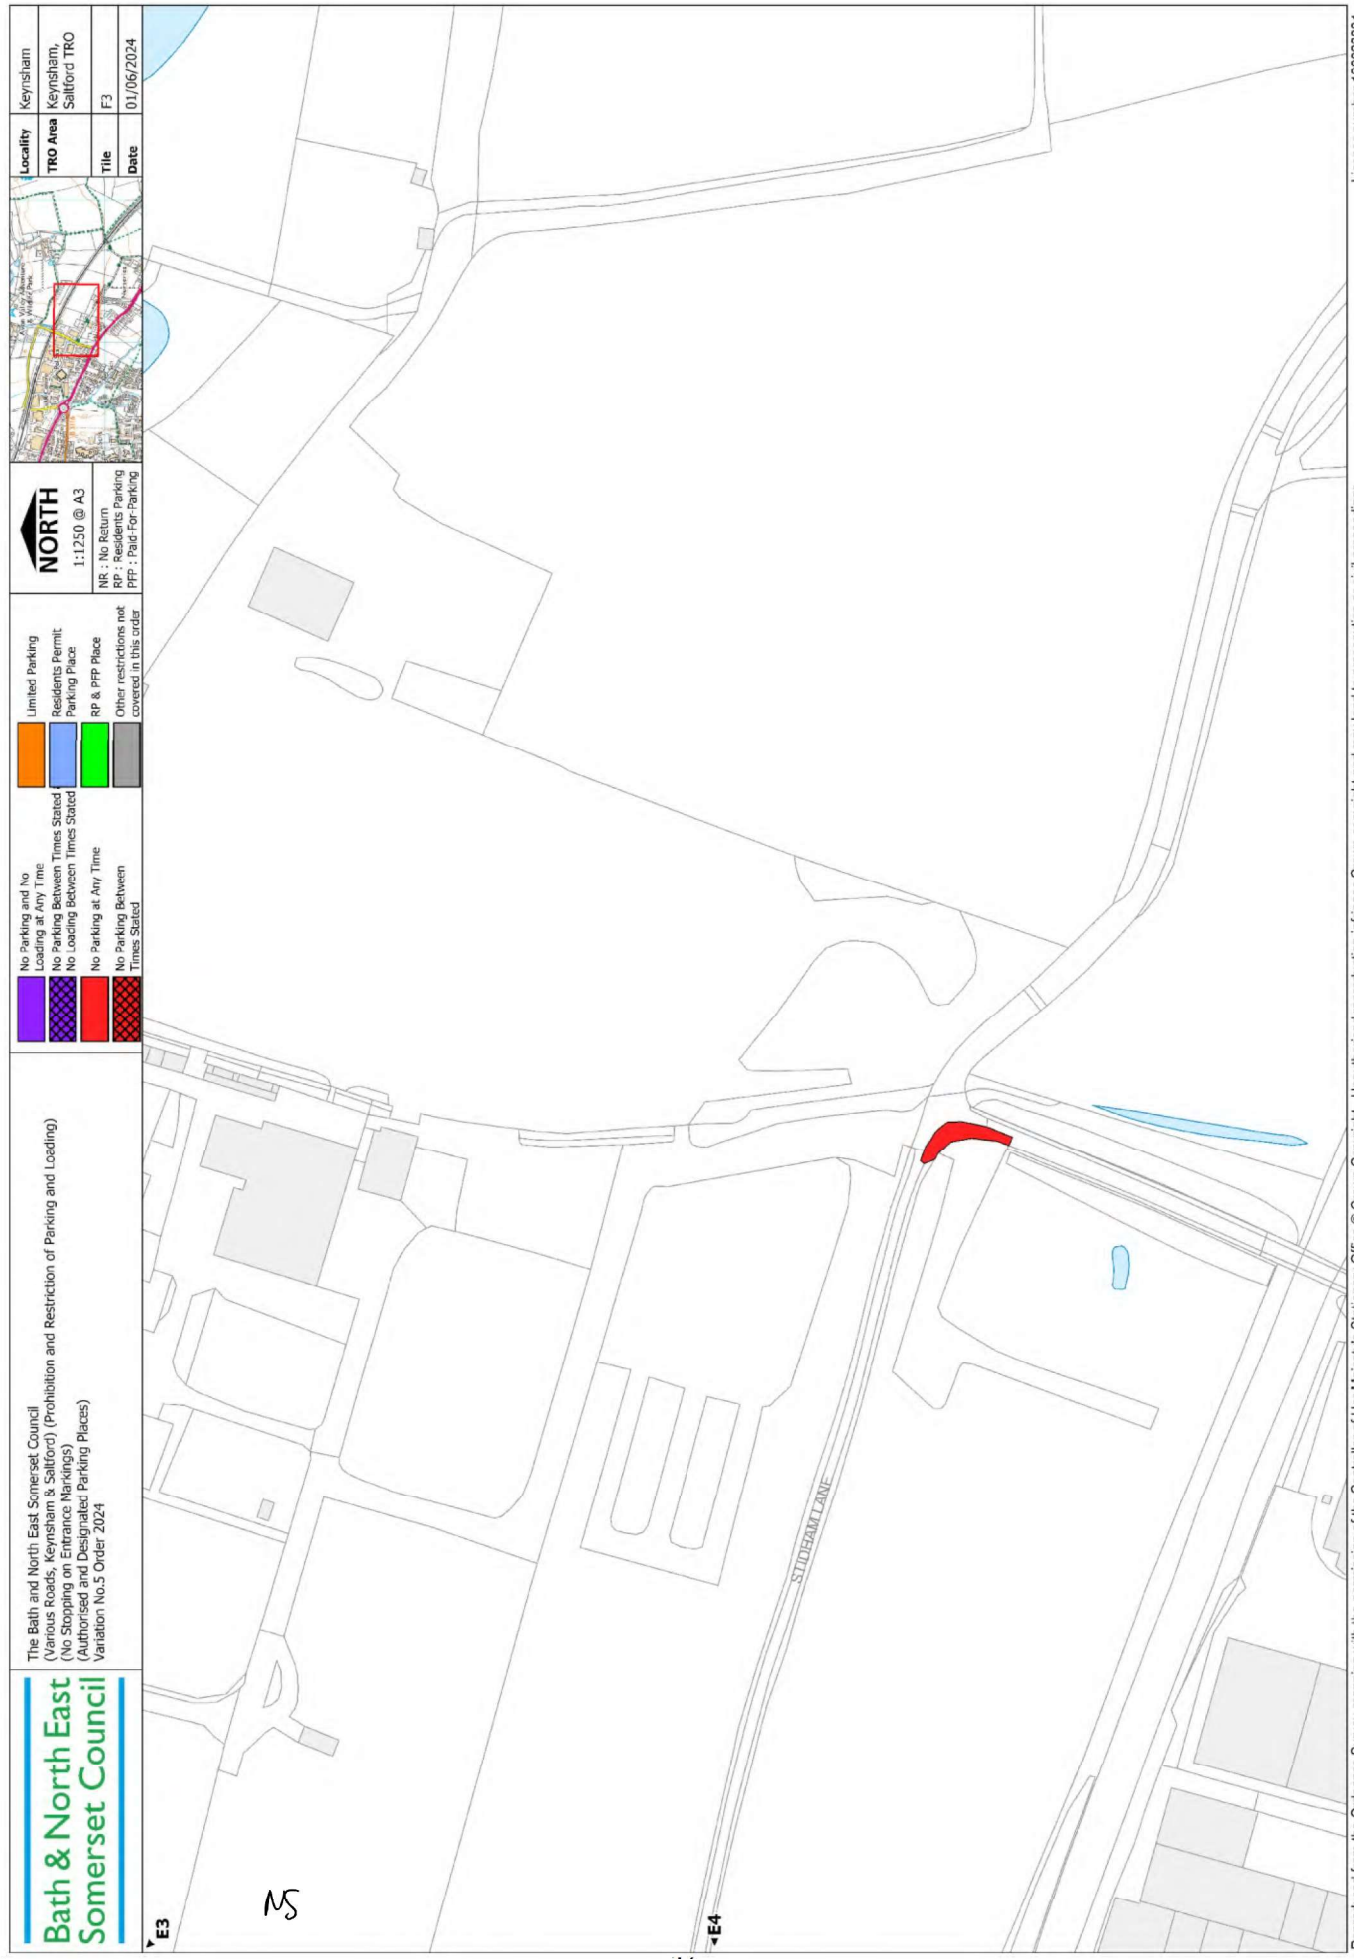 Bath & North East
Somerset Council
The Bath and North East Somerset Council
(Various Roads, Keynsham & Saltford) (Prohibition and Restriction of Parking and Loading)
(No Stopping on Entrance Markings)
(Authorised and Designated Parking Places)
Variation No.5 Order 2024
No Parking and No
Loading at Any Time
No Parking Between Times Stated
No Loading Between Times Stated
No Parking at Any Time
No Parking Between
Times Stated
Limited Parking
Residents Permit
Parking Place
RP & PFP Place
Other restrictions not
covered in this order
NORTH
1:1250 @ A3
NR : No Return
RP : Residents Parking
PFP : Paid-For-Parking
Locality Keynsham
TRO Area Keynsham,
Saltford TRO
Tile F3
Date 01/06/2024
E3
NS
E4
STIDHAM LANE